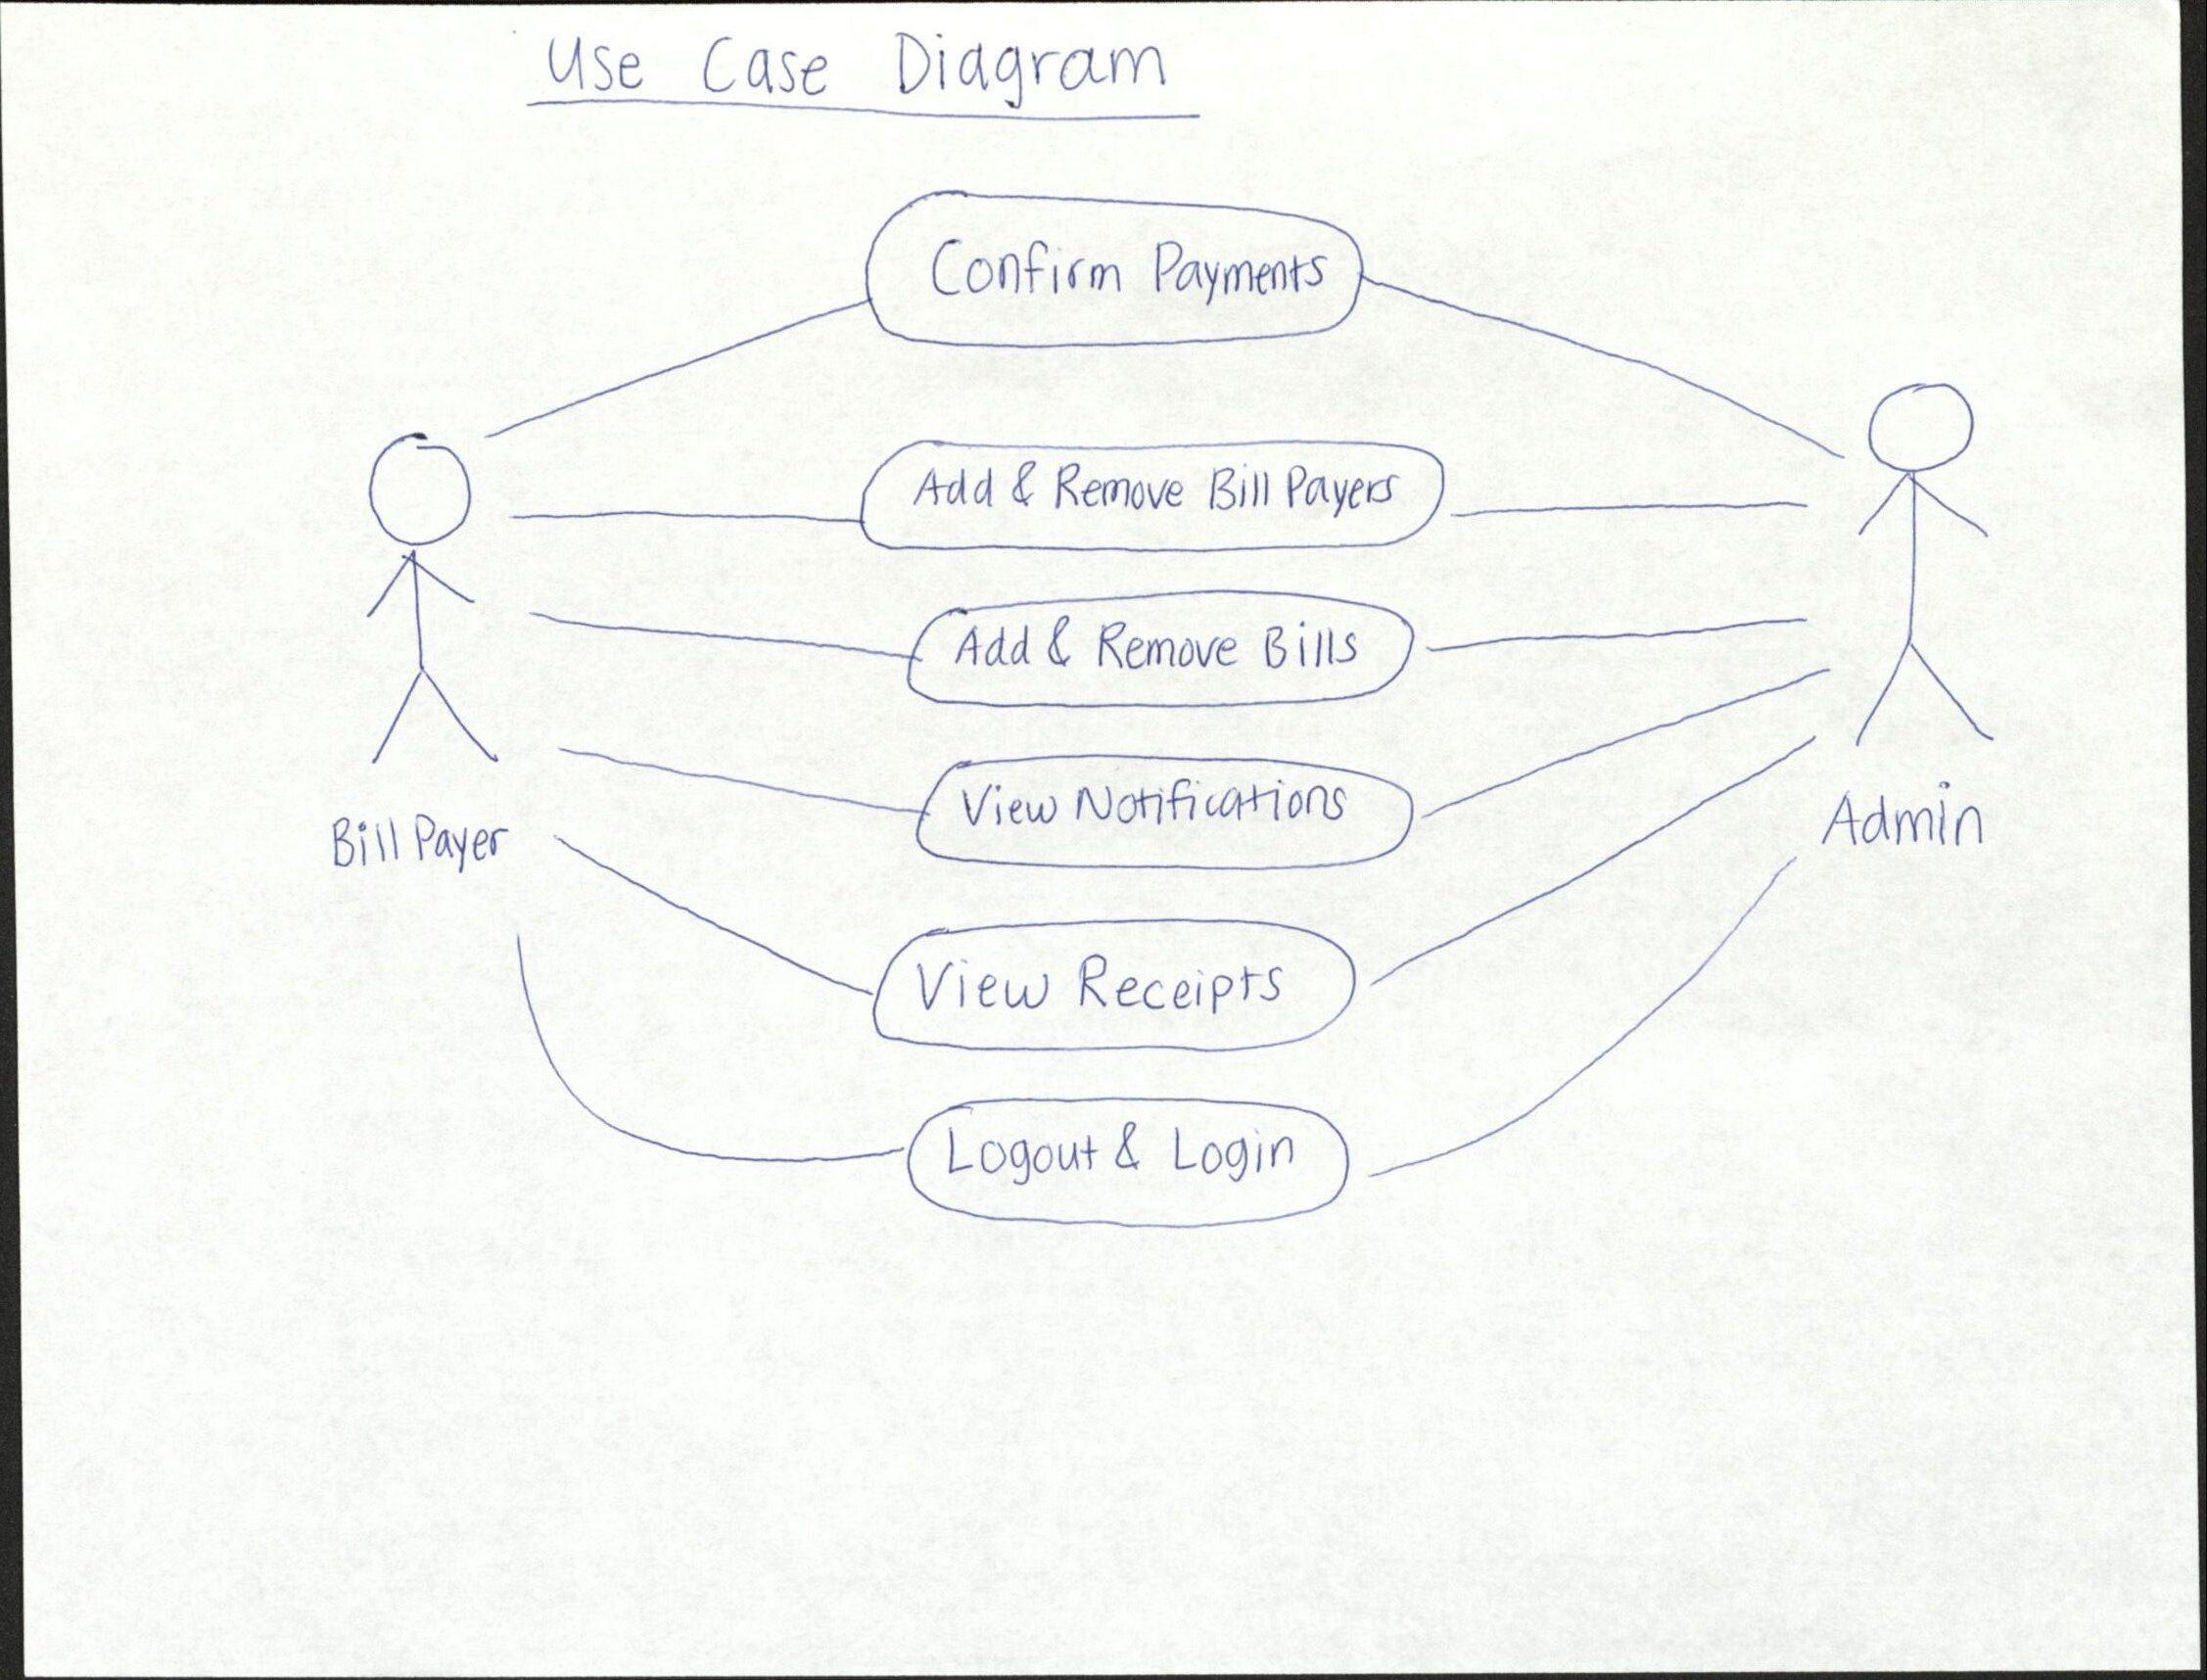 Use Case Diagram
Confirm Payments
Add & Remove Bill Payers
Add & Remove Bills
View Notifications
Bill Payer
Admin
View Receipts
Logout & Login